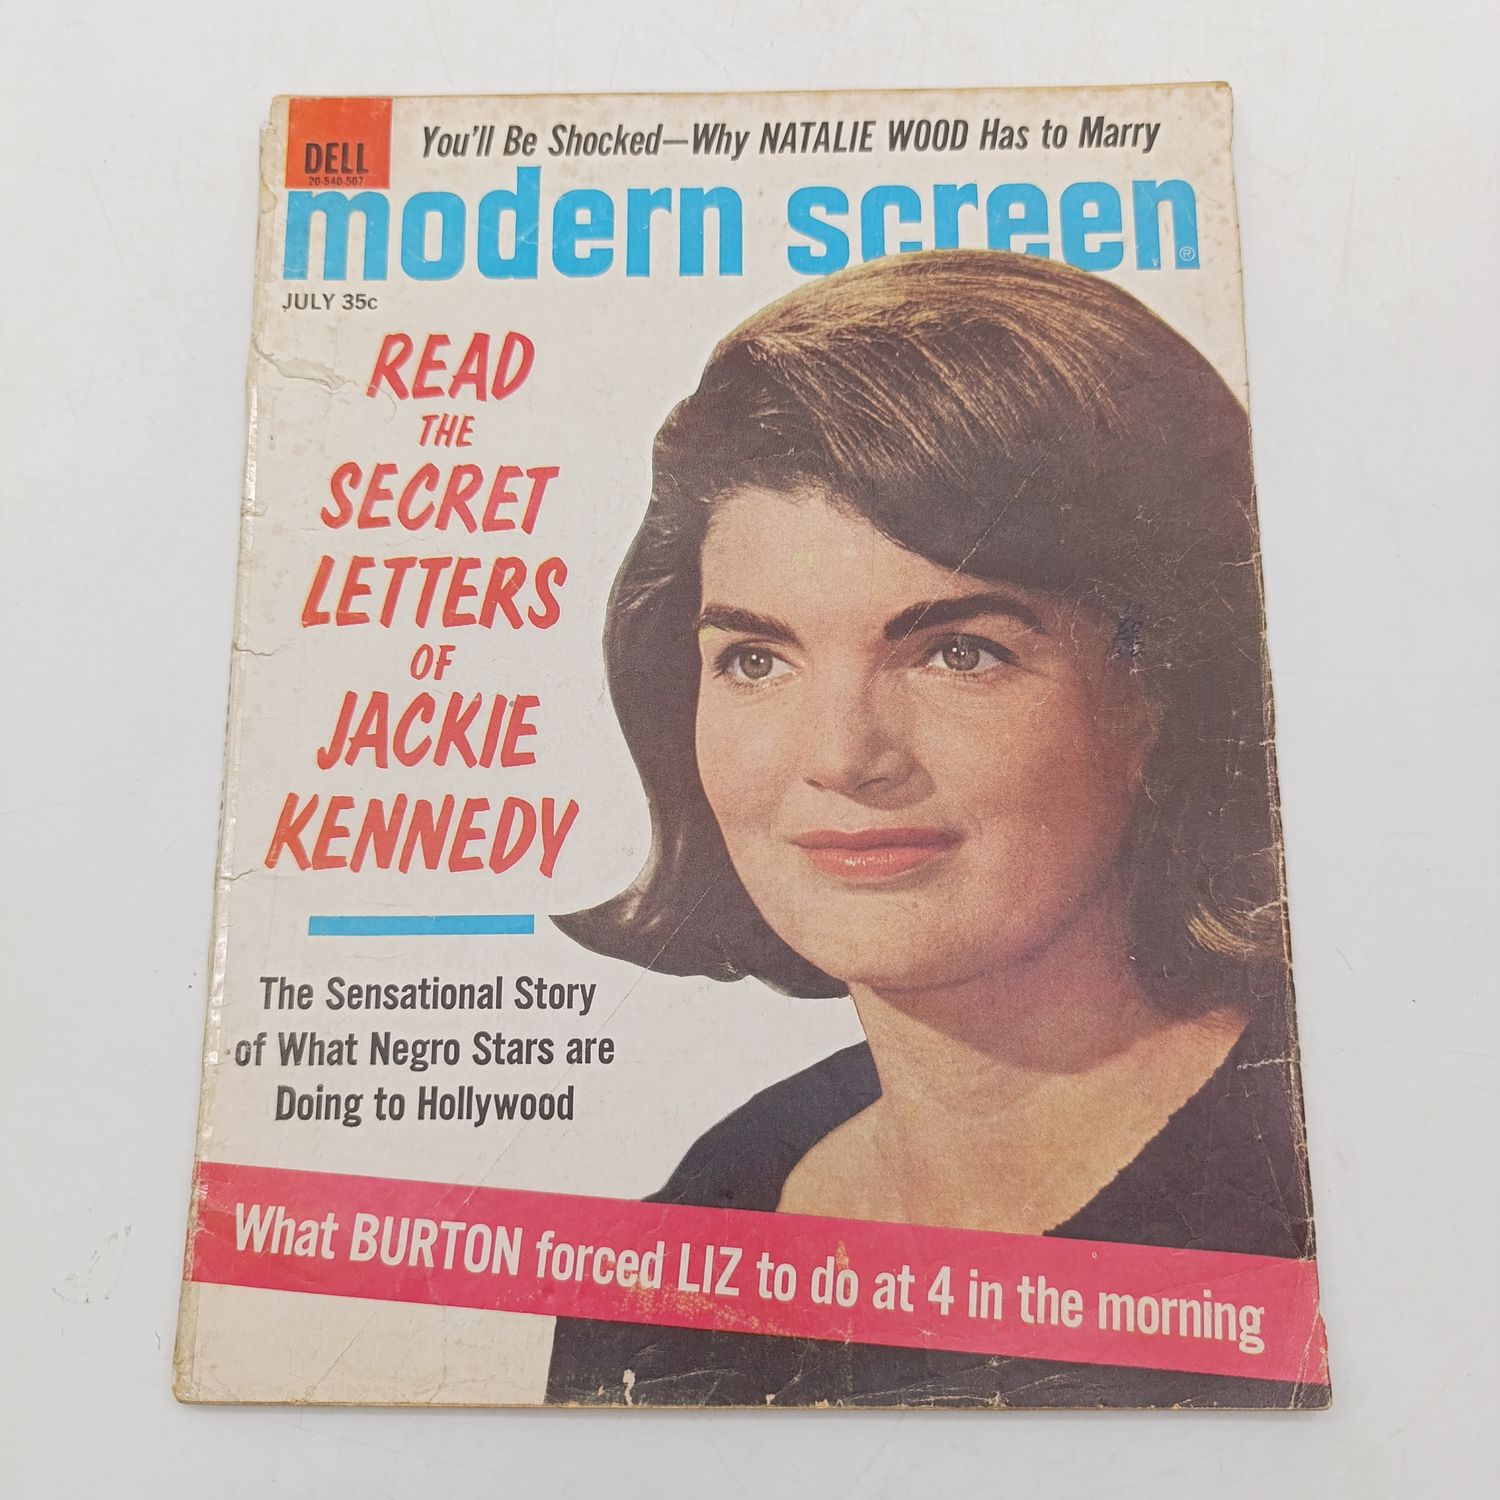 DELL
20-540-507
You'll Be Shocked—Why NATALIE WOOD Has to Marry
modern screen
®
JULY 35c
READ
THE
SECRET
LETTERS
OF
JACKIE
KENNEDY
The Sensational Story
of What Negro Stars are
Doing to Hollywood
What BURTON forced LIZ to do at 4 in the morning